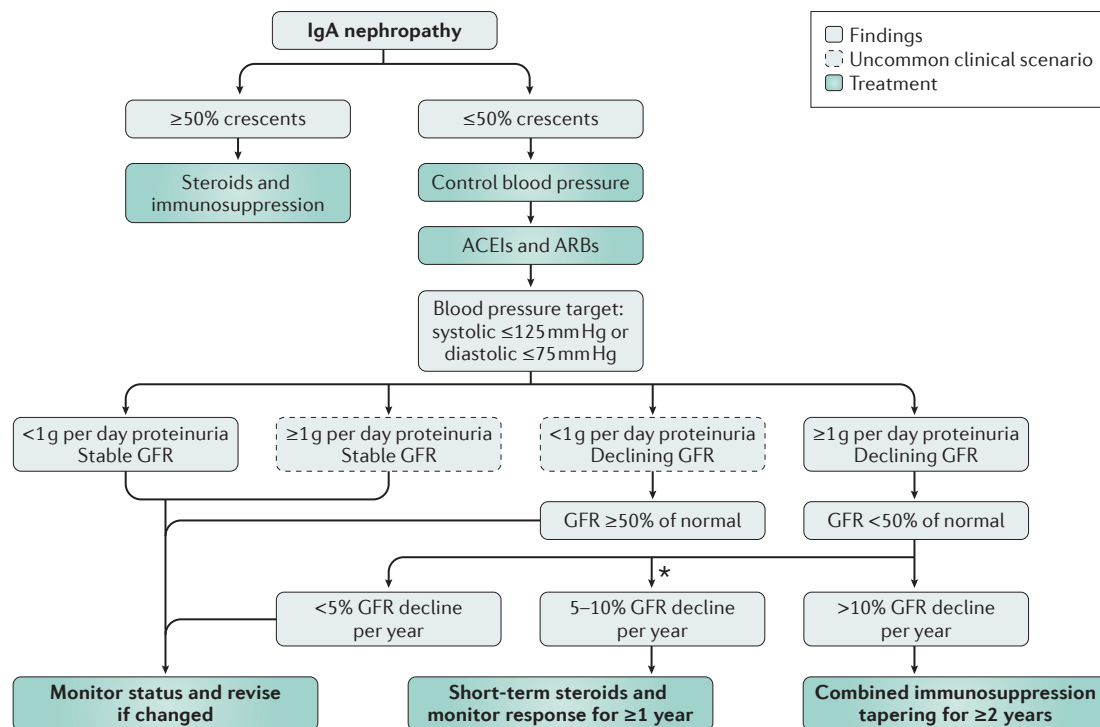 IgA nephropathy
Findings
Uncommon clinical scenario
Treatment
≥50% crescents
≤50% crescents
Steroids and
immunosuppression
Control blood pressure
ACEIs and ARBs
Blood pressure target:
systolic ≤125 mm Hg or
diastolic ≤75 mm Hg
<1 g per day proteinuria
Stable GFR
≥1 g per day proteinuria
Stable GFR
<1 g per day proteinuria
Declining GFR
≥1 g per day proteinuria
Declining GFR
GFR ≥50% of normal
GFR <50% of normal
*
<5% GFR decline
per year
5–10% GFR decline
per year
>10% GFR decline
per year
Monitor status and revise
if changed
Short-term steroids and
monitor response for ≥1 year
Combined immunosuppression
tapering for ≥2 years